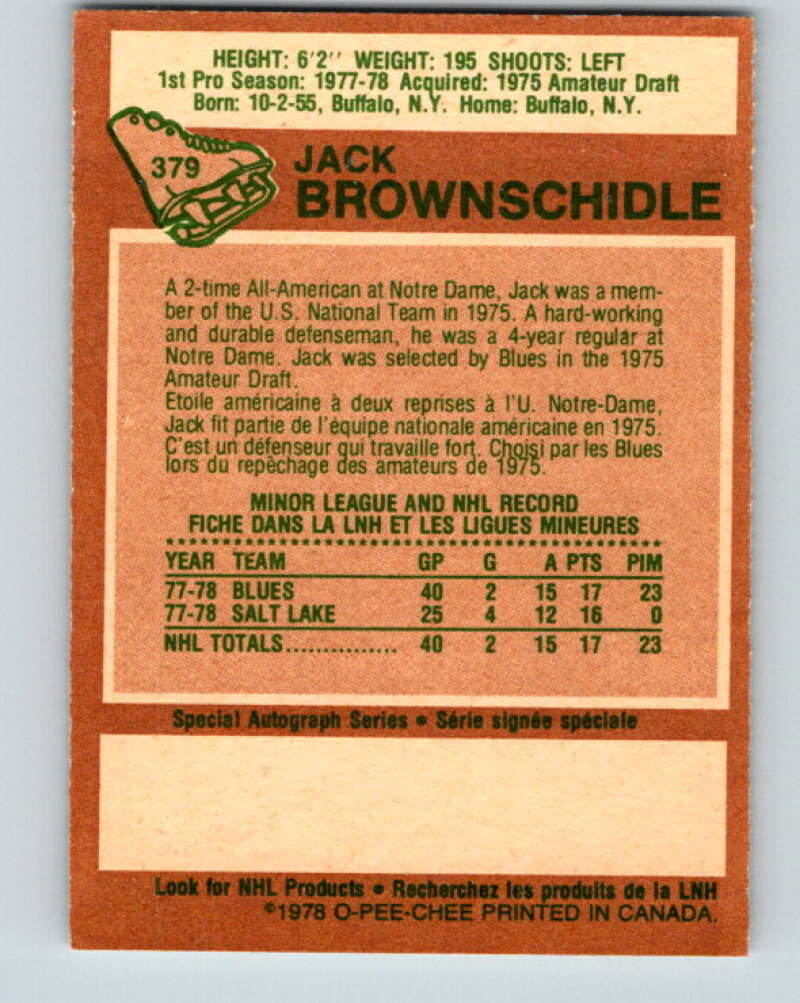 HEIGHT: 6'2'' WEIGHT: 195 SHOOTS: LEFT
1st Pro Season: 1977-78 Acquired: 1975 Amateur Draft
Born: 10-2-55, Buffalo, N.Y. Home: Buffalo, N.Y.
379
JACK
BROWNSCHIDLE
A 2-time All-American at Notre Dame, Jack was a mem-
ber of the U.S. National Team in 1975. A hard-working
and durable defenseman, he was a 4-year regular at
Notre Dame. Jack was selected by Blues in the 1975
Amateur Draft.
Etoile américaine à deux reprises à l'U. Notre-Dame,
Jack fit partie de l'équipe nationale américaine en 1975.
C'est un défenseur qui travaille fort. Choisi par les Blues
lors du repêchage des amateurs de 1975.
MINOR LEAGUE AND NHL RECORD
FICHE DANS LA LNH ET LES LIGUES MINEURES
YEAR TEAM GP G A PTS PIM
77-78 BLUES 40 2 15 17 23
77-78 SALT LAKE 25 4 12 16 0
NHL TOTALS............... 40 2 15 17 23
Special Autograph Series • Série signée spéciale
Look for NHL Products • Recherchez les produits de la LNH
©1978 O-PEE-CHEE PRINTED IN CANADA.